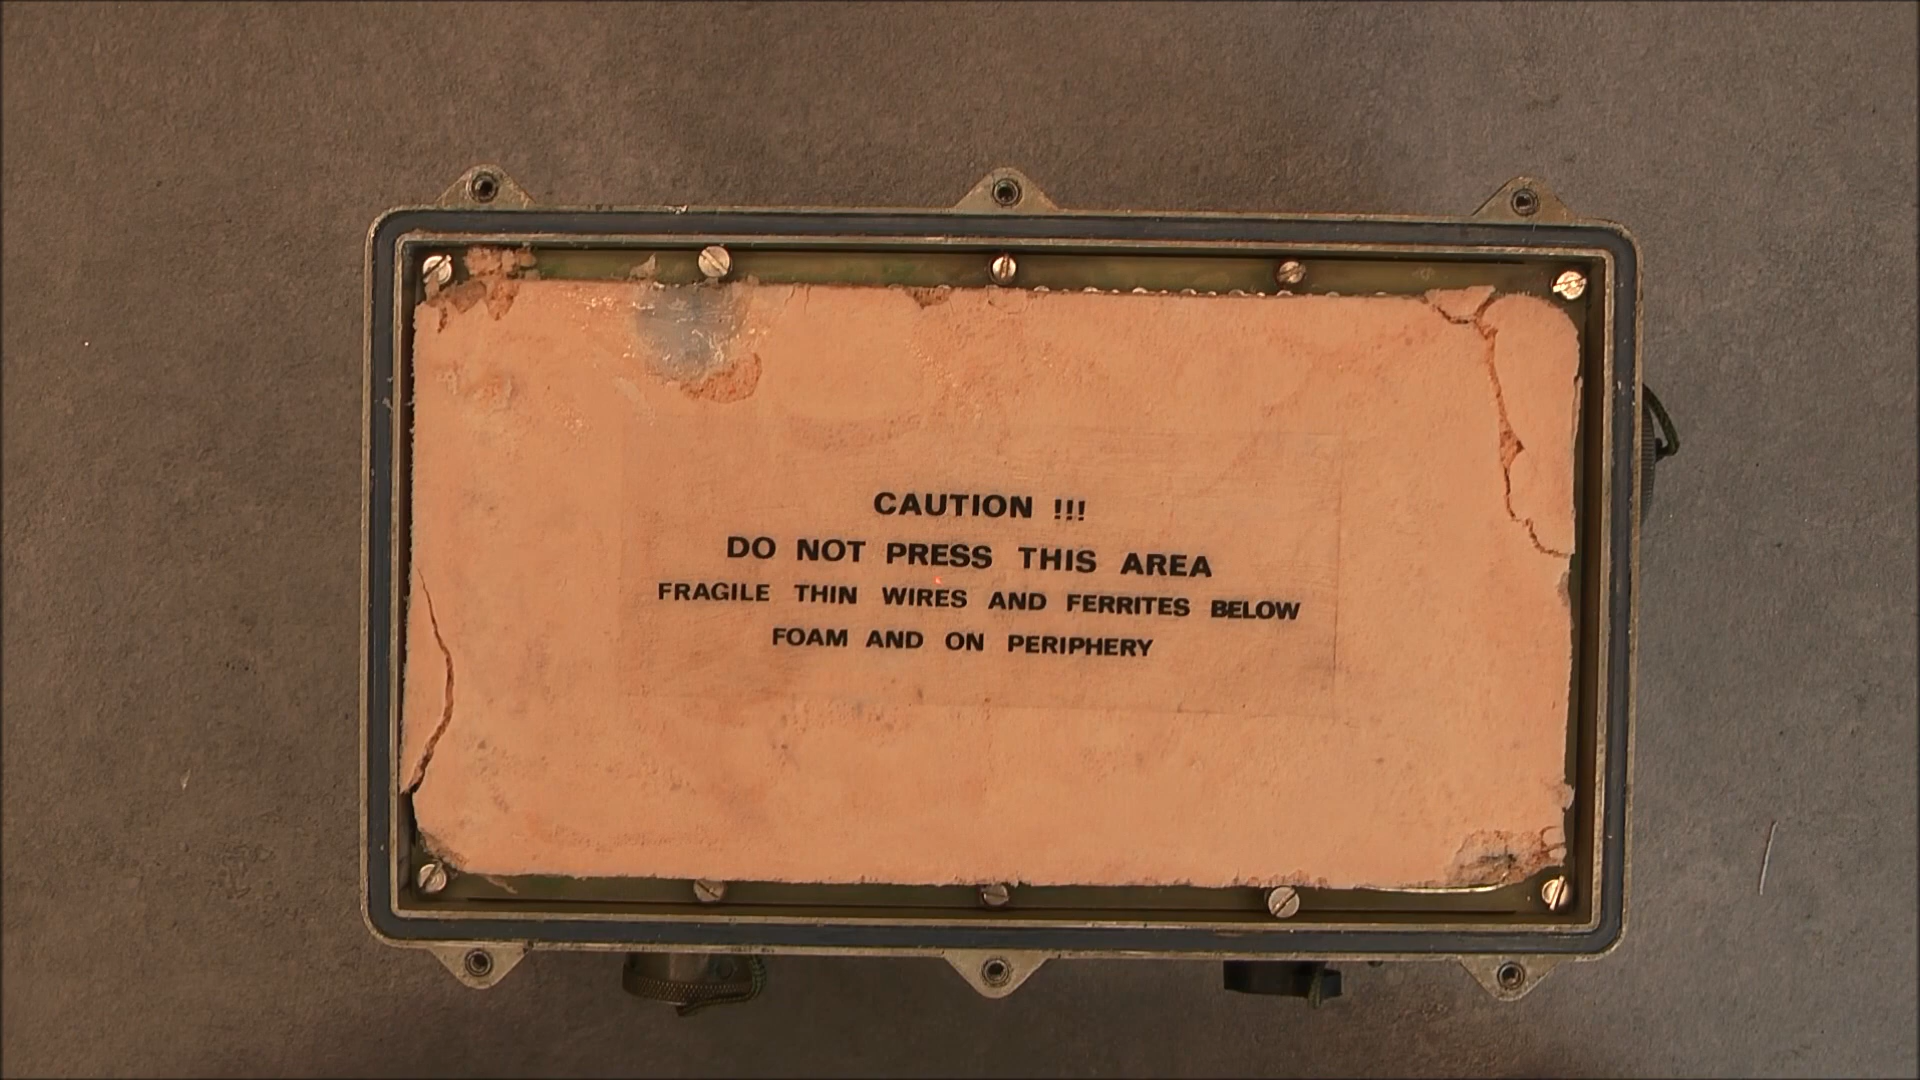 CAUTION !!!
DO NOT PRESS THIS AREA
FRAGILE THIN WIRES AND FERRITES BELOW
FOAM AND ON PERIPHERY